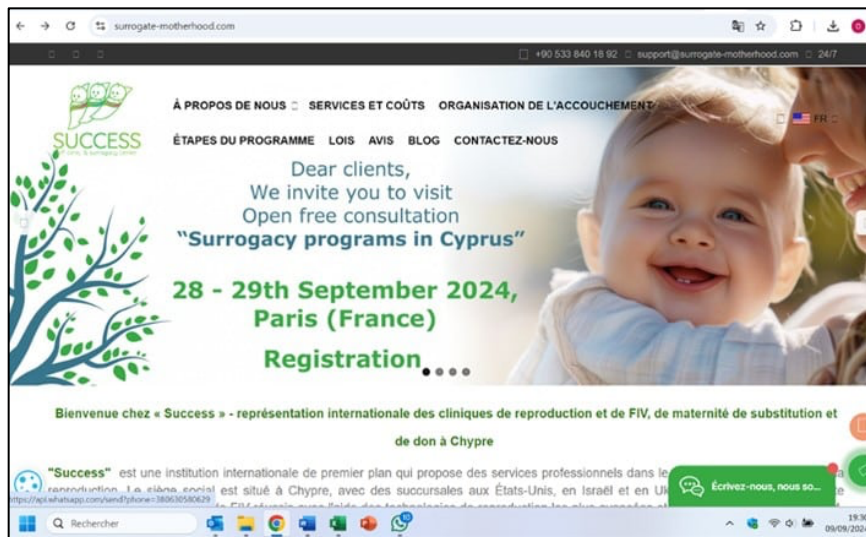 surrogate-motherhood.com
+90 533 840 18 92 support@surrogate-motherhood.com 24/7
SUCCESS
À PROPOS DE NOUS SERVICES ET COÛTS ORGANISATION DE L'ACCOUCHEMENT
FR
ÉTAPES DU PROGRAMME LOIS AVIS BLOG CONTACTEZ-NOUS
Dear clients,
We invite you to visit
Open free consultation
“Surrogacy programs in Cyprus”
28 - 29th September 2024,
Paris (France)
Registration
Bienvenue chez « Success » - représentation internationale des cliniques de reproduction et de FIV, de maternité de substitution et
de don à Chypre
"Success" est une institution internationale de premier plan qui propose des services professionnels dans le
reproduction. Le siège social est situé à Chypre, avec des succursales aux États-Unis, en Israël et en
Écrivez-nous, nous so...
https://api.whatsapp.com/send?phone=380630580629
Rechercher
19:30
09/09/2024